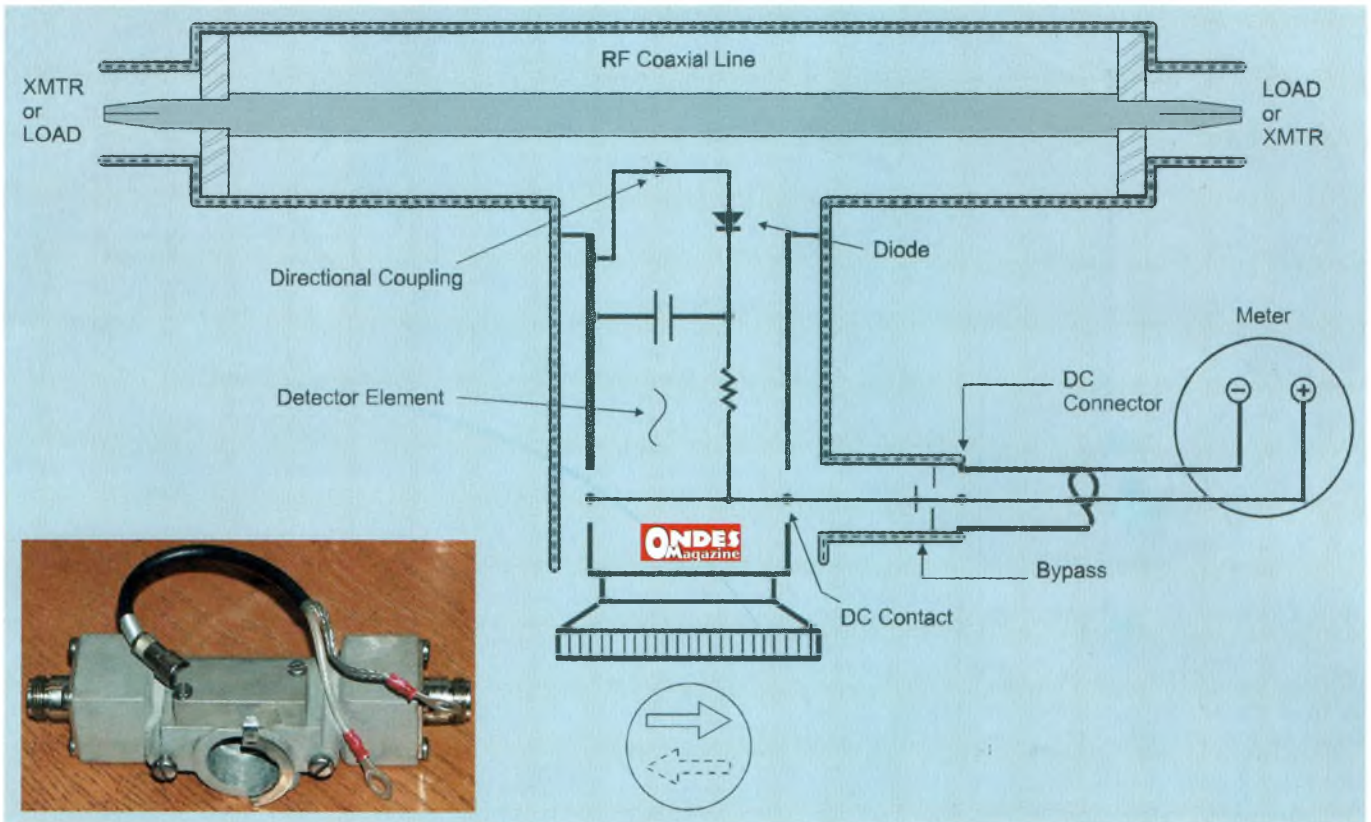 RF Coaxial Line
XMTR
or
LOAD
LOAD
or
XMTR
Directional Coupling
Diode
Meter
Detector Element
DC
Connector
− +
ONDES
Magazine
Bypass
DC Contact